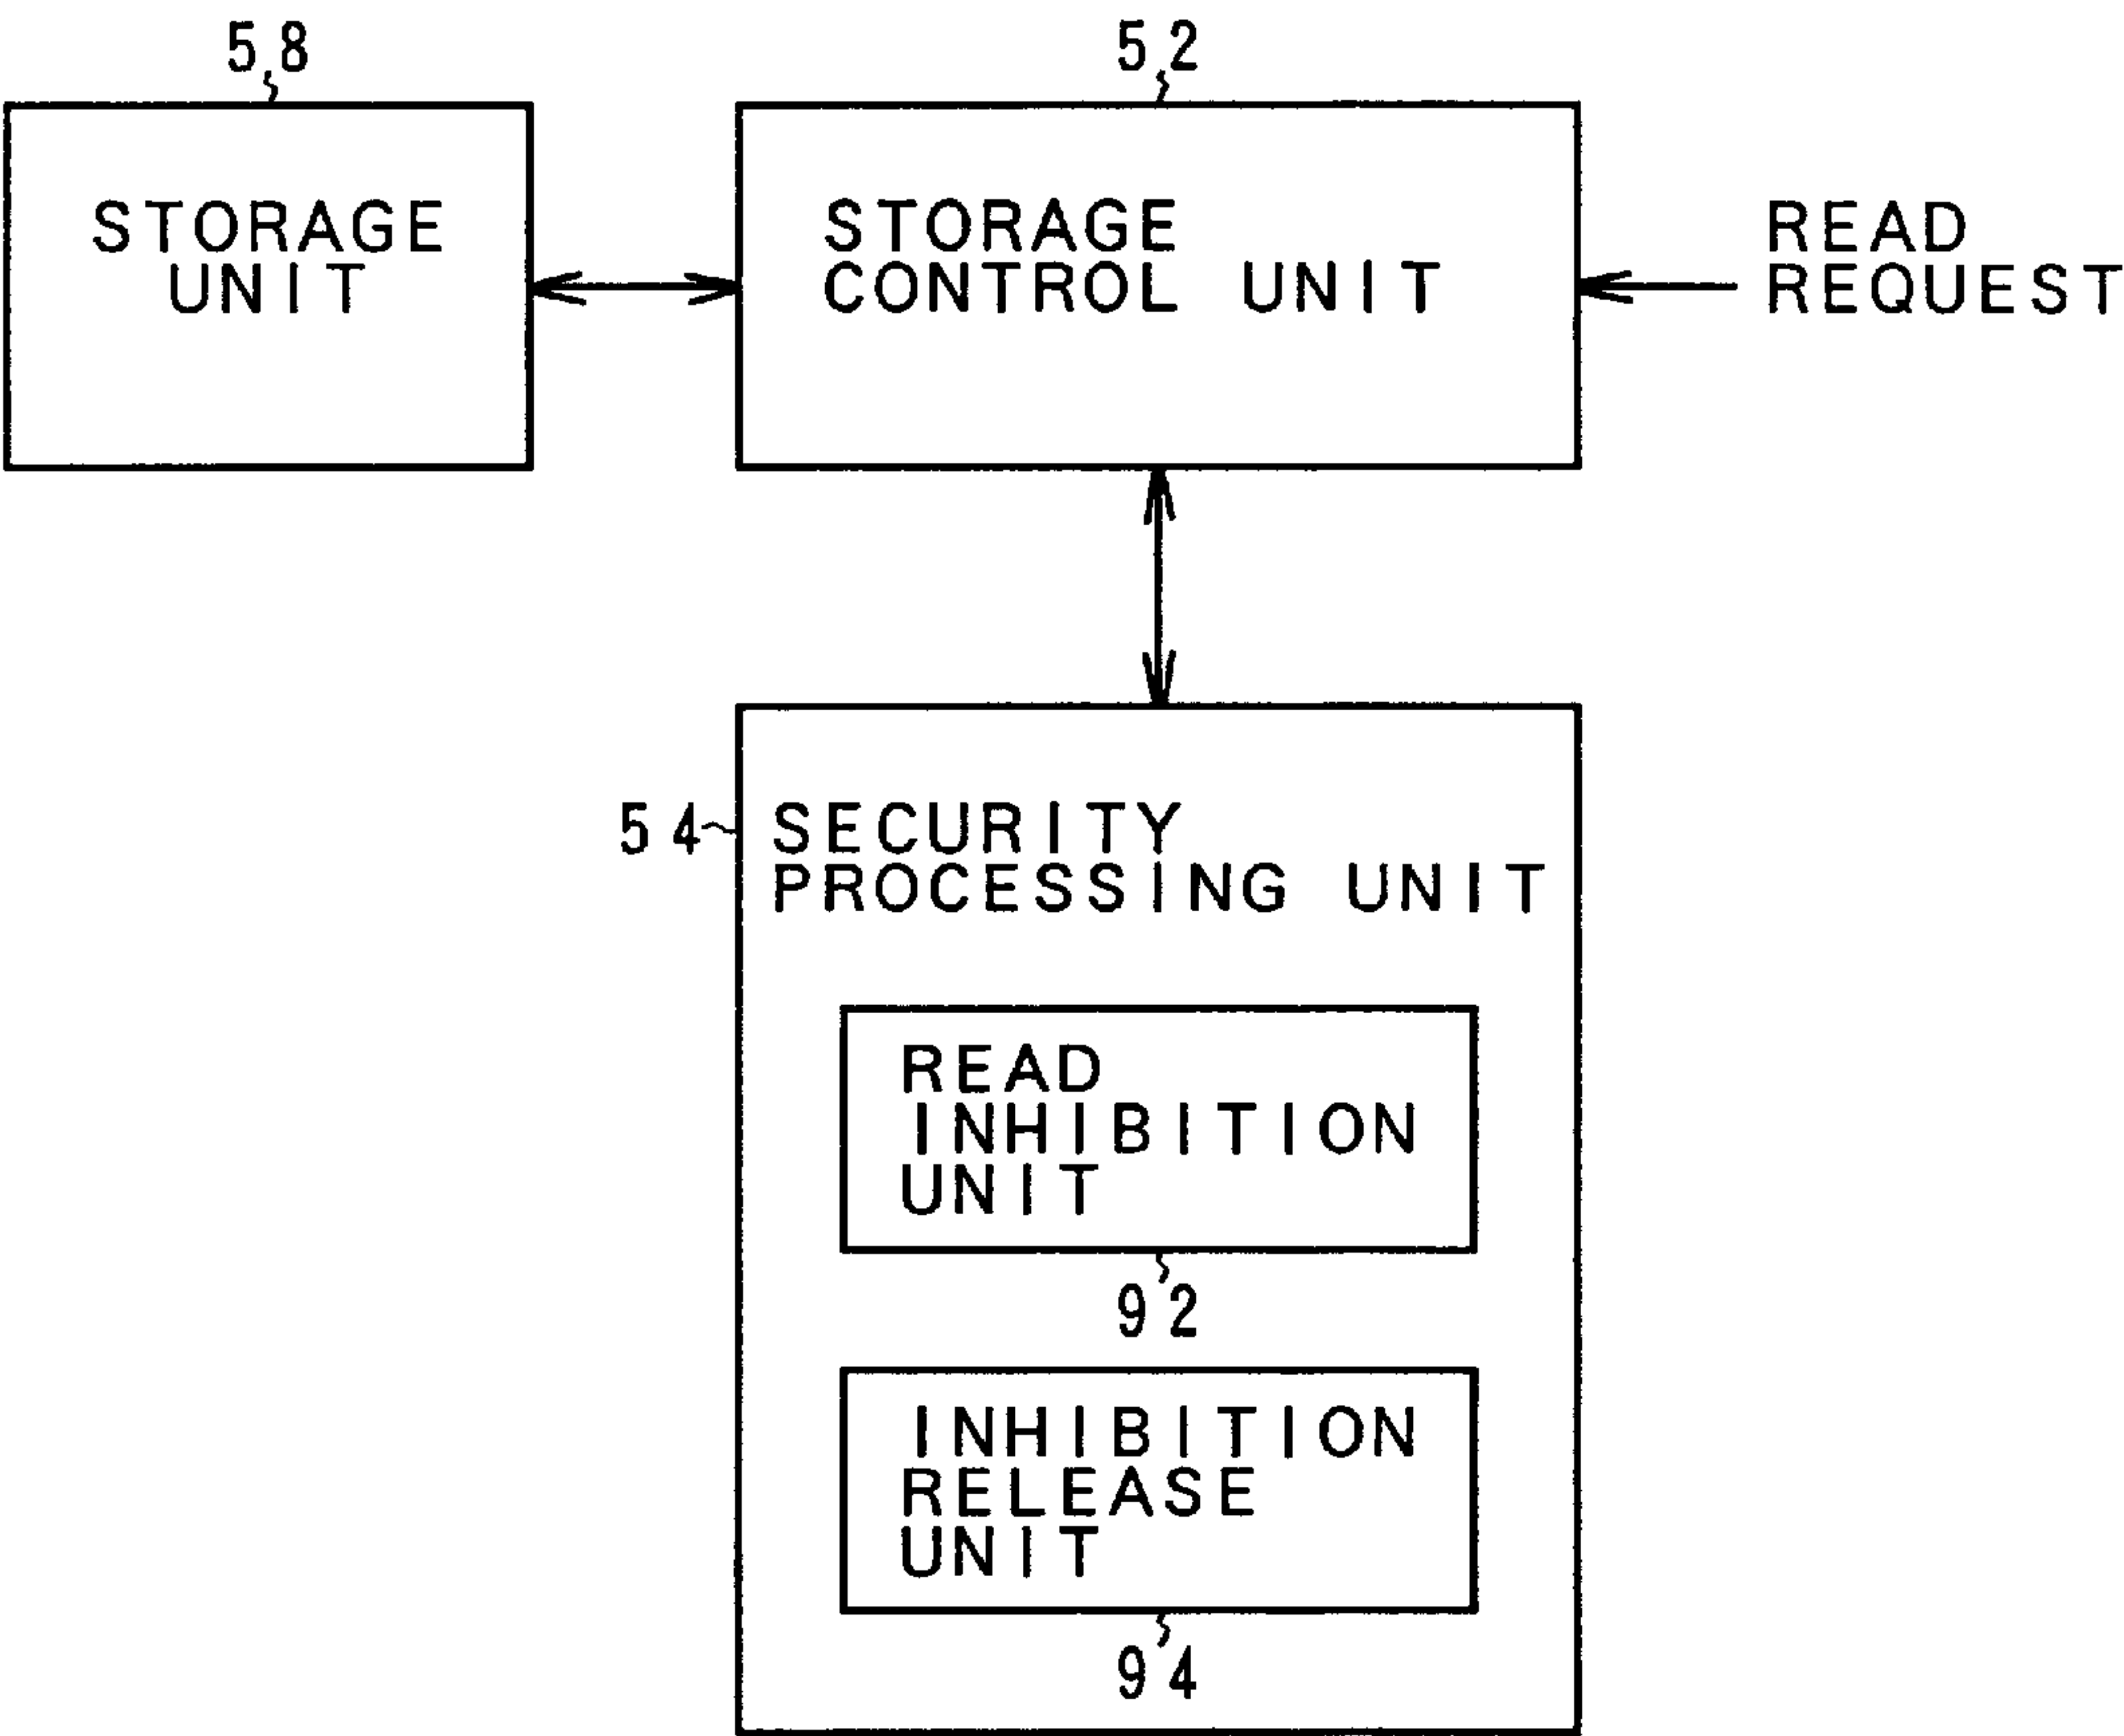 58
STORAGE
UNIT
52
STORAGE
CONTROL UNIT
READ
REQUEST
54
SECURITY
PROCESSING UNIT
READ
INHIBITION
UNIT
92
INHIBITION
RELEASE
UNIT
94